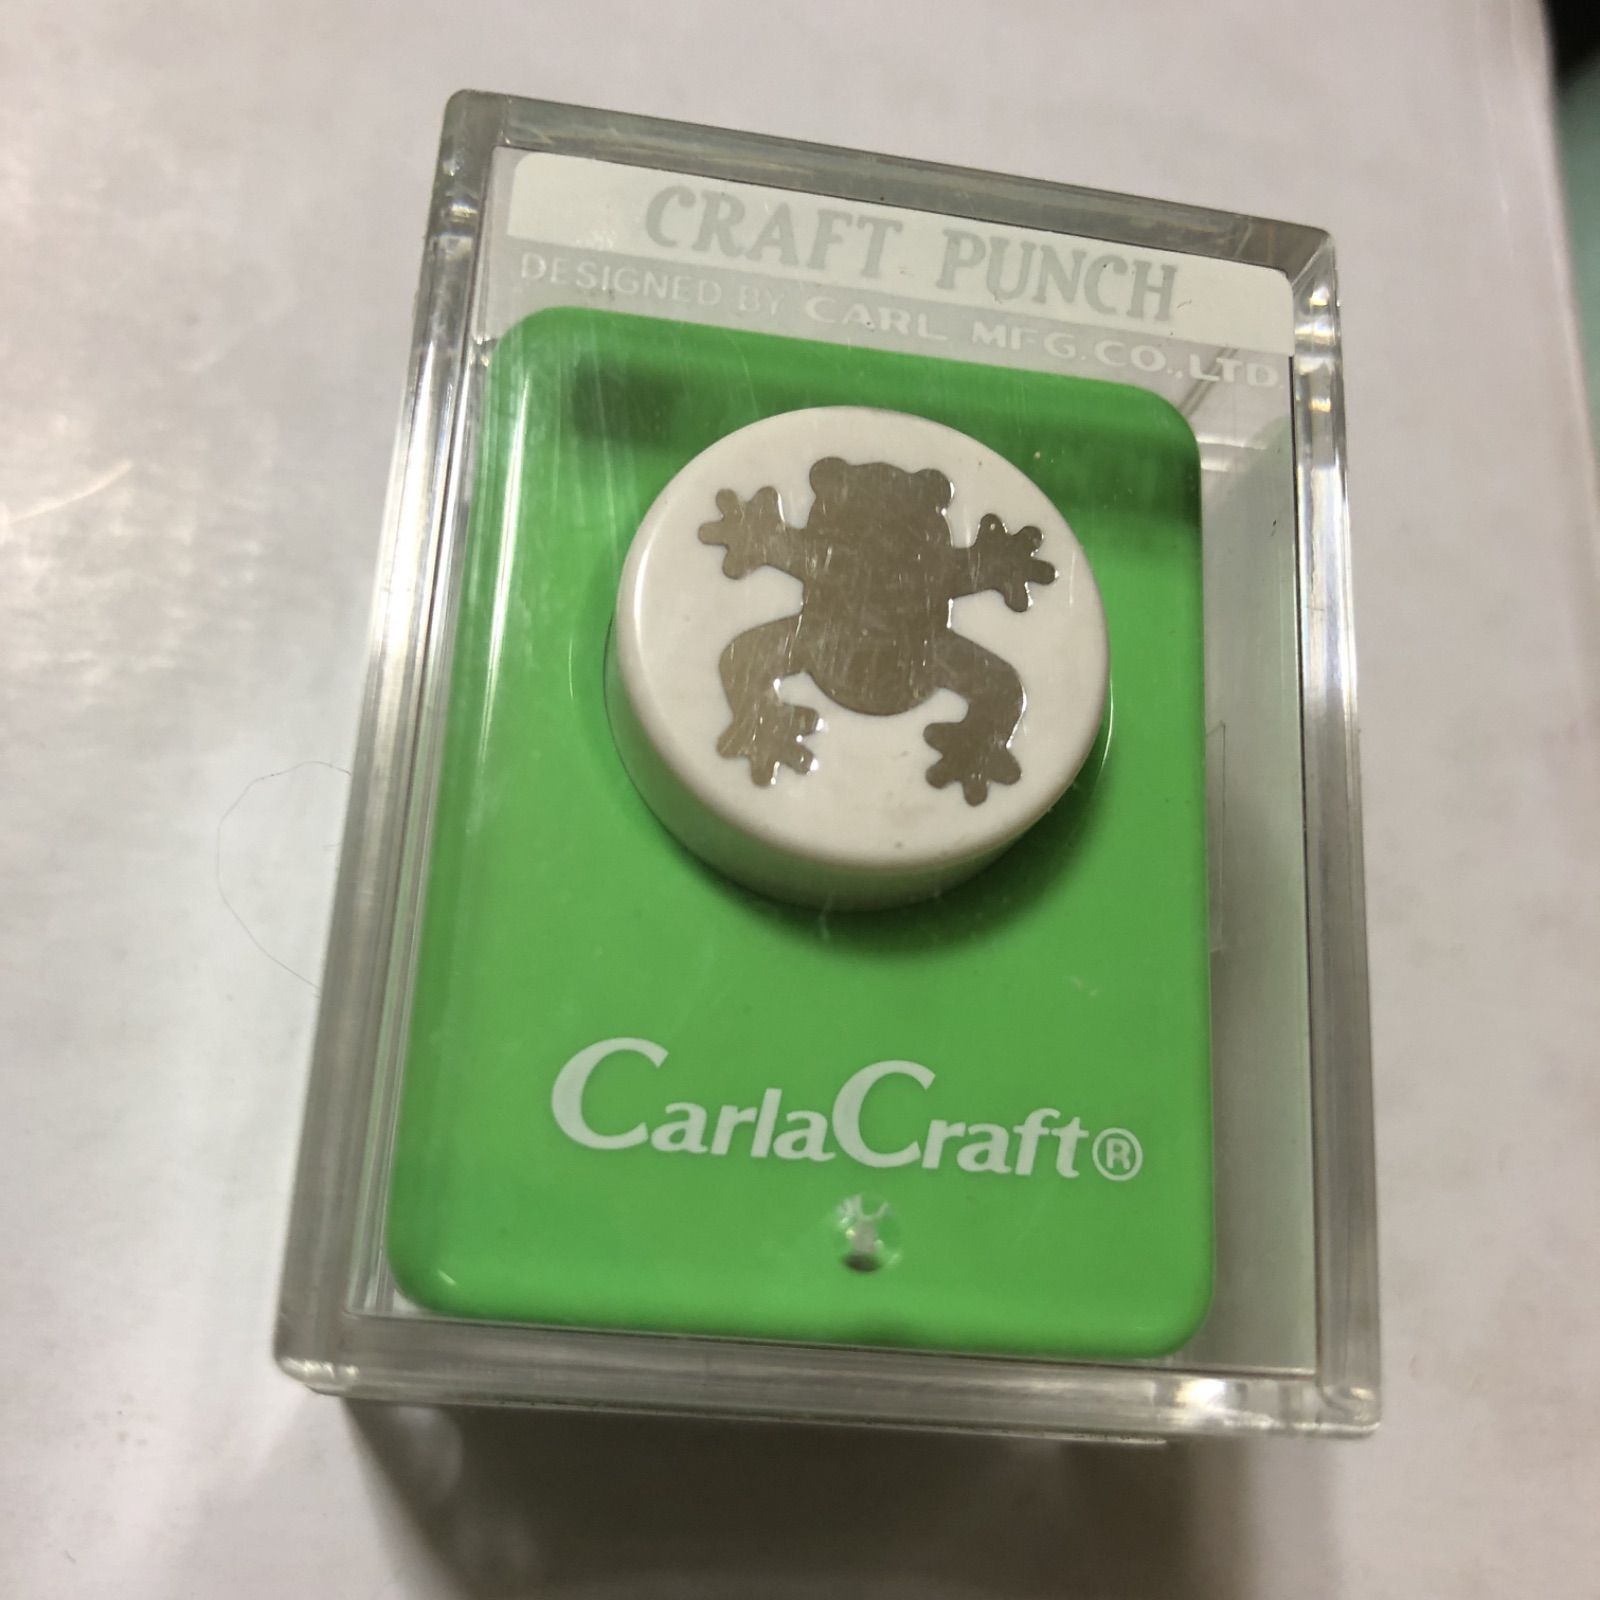 CRAFT PUNCH
DESIGNED BY CARL MFG.CO.,LTD.
CarlaCraft®